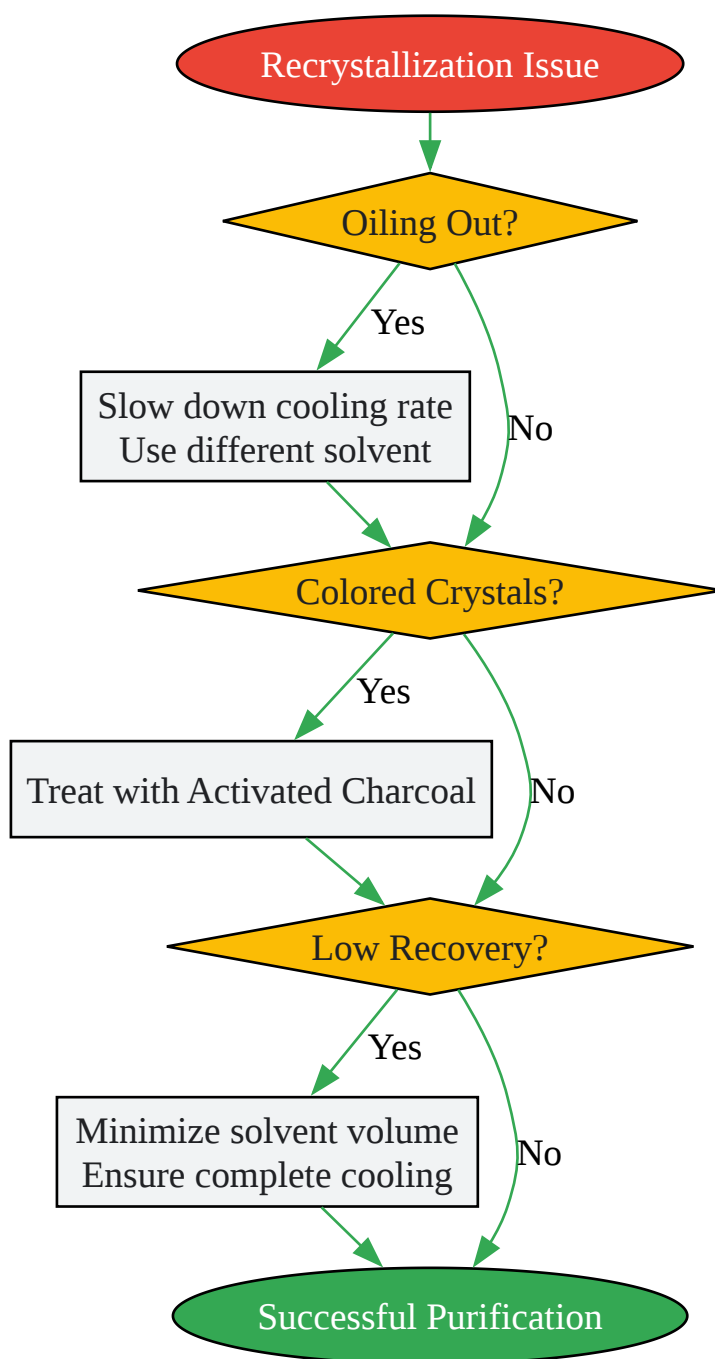 Recrystallization Issue
Oiling Out?
Yes
Slow down cooling rate
Use different solvent
No
Colored Crystals?
Yes
Treat with Activated Charcoal
No
Low Recovery?
Yes
Minimize solvent volume
Ensure complete cooling
No
Successful Purification